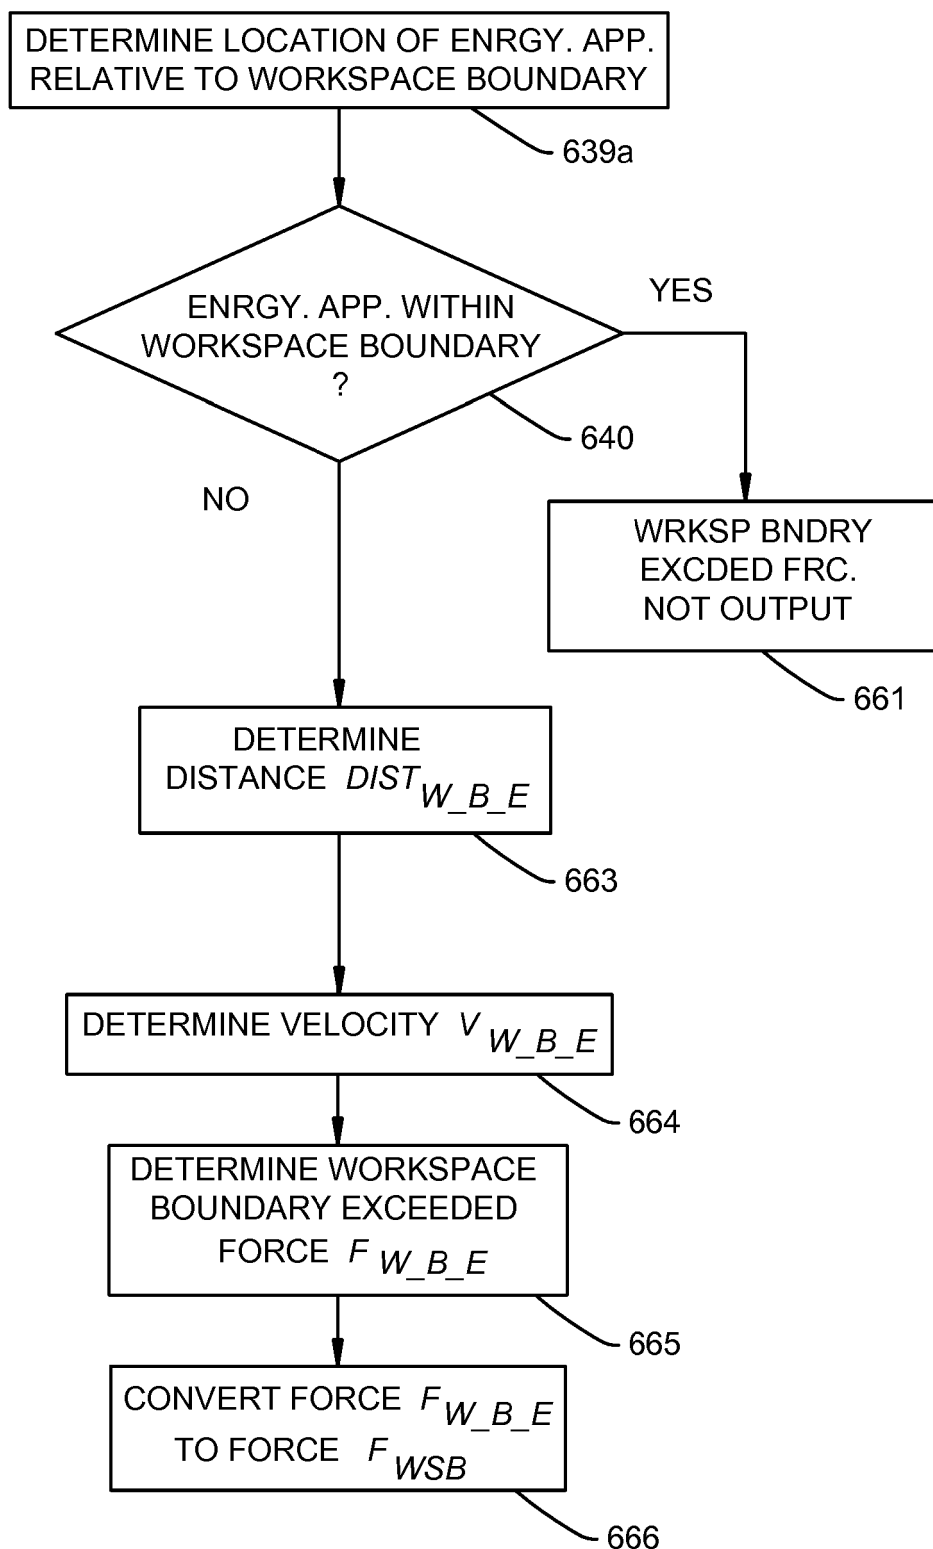 DETERMINE LOCATION OF ENRGY. APP.
RELATIVE TO WORKSPACE BOUNDARY
639a
ENRGY. APP. WITHIN
WORKSPACE BOUNDARY
?
YES
640
NO
WRKSP BNDRY
EXCDED FRC.
NOT OUTPUT
661
DETERMINE
DISTANCE DIST W_B_E
663
DETERMINE VELOCITY V W_B_E
664
DETERMINE WORKSPACE
BOUNDARY EXCEEDED
FORCE F W_B_E
665
CONVERT FORCE F W_B_E
TO FORCE F WSB
666